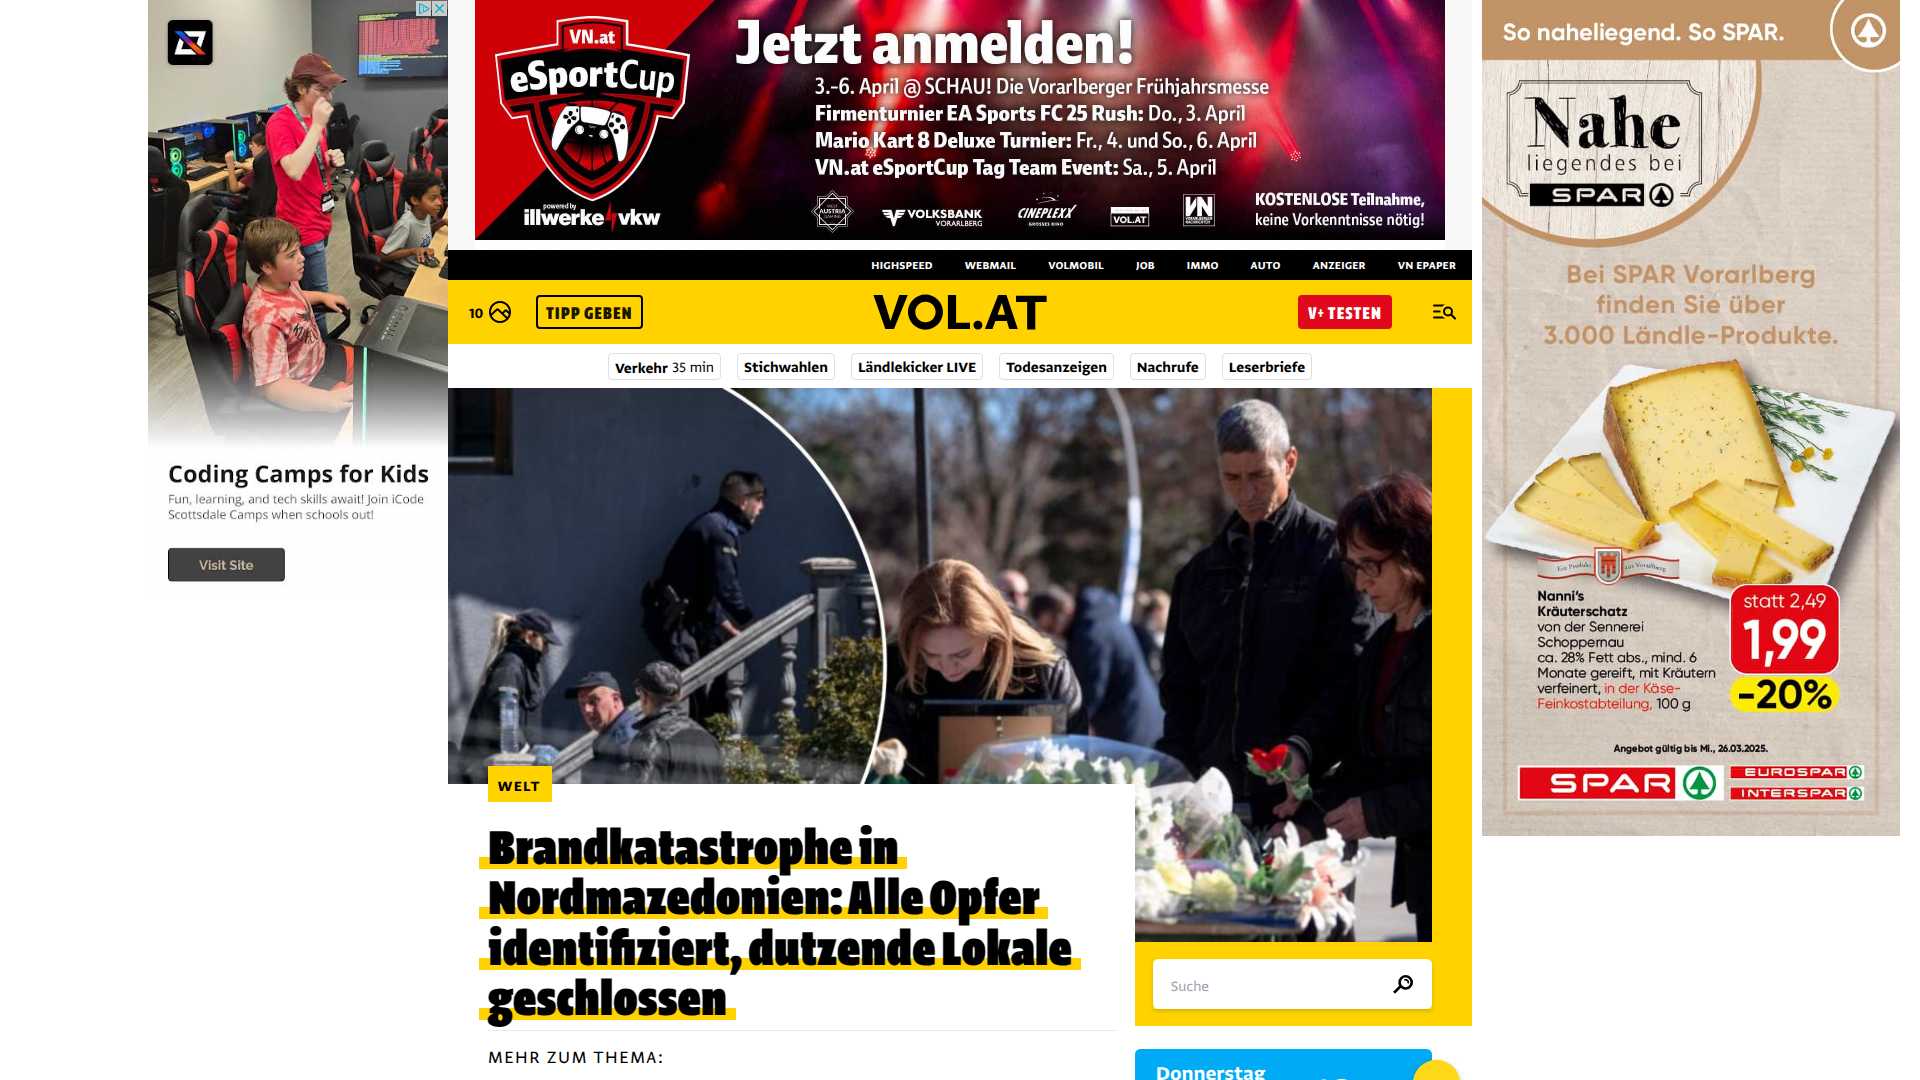 Coding Camps for Kids
Fun, learning, and tech skills await! Join iCode
Scottsdale Camps when schools out!
Visit Site
VN.at
eSportCup
powered by
illwerke vkw
Jetzt anmelden!
3.-6. April @ SCHAU! Die Vorarlberger Frühjahrsmesse
Firmenturnier EA Sports FC 25 Rush: Do., 3. April
Mario Kart 8 Deluxe Turnier: Fr., 4. und So., 6. April
VN.at eSportCup Tag Team Event: Sa., 5. April
AUSTRIA
VOLKSBANK
VORARLBERG
CINEPLEXX
VOL.AT
VN
KOSTENLOSE Teilnahme,
keine Vorkenntnisse nötig!
HIGHSPEED WEBMAIL VOLMOBIL JOB IMMO AUTO ANZEIGER VN EPAPER
10 TIPP GEBEN VOL.AT V+ TESTEN
Verkehr 35 min Stichwahlen Ländlekicker LIVE Todesanzeigen Nachrufe Leserbriefe
WELT
Brandkatastrophe in
Nordmazedonien: Alle Opfer
identifiziert, dutzende Lokale
geschlossen
MEHR ZUM THEMA:
Suche
Donnerstag
So naheliegend. So SPAR.
Nahe
liegendes bei
SPAR
Bei SPAR Vorarlberg
finden Sie über
3.000 Ländle-Produkte.
Ein Produkt aus Vorarlberg
Nanni's
Kräuterschatz
von der Sennerei
Schoppernau
ca. 28% Fett abs., mind. 6
Monate gereift, mit Kräutern
verfeinert, in der Käse-
Feinkostabteilung, 100 g
statt 2,49
1,99
-20%
Angebot gültig bis Mi., 26.03.2025.
SPAR
EUROSPAR
INTERSPAR